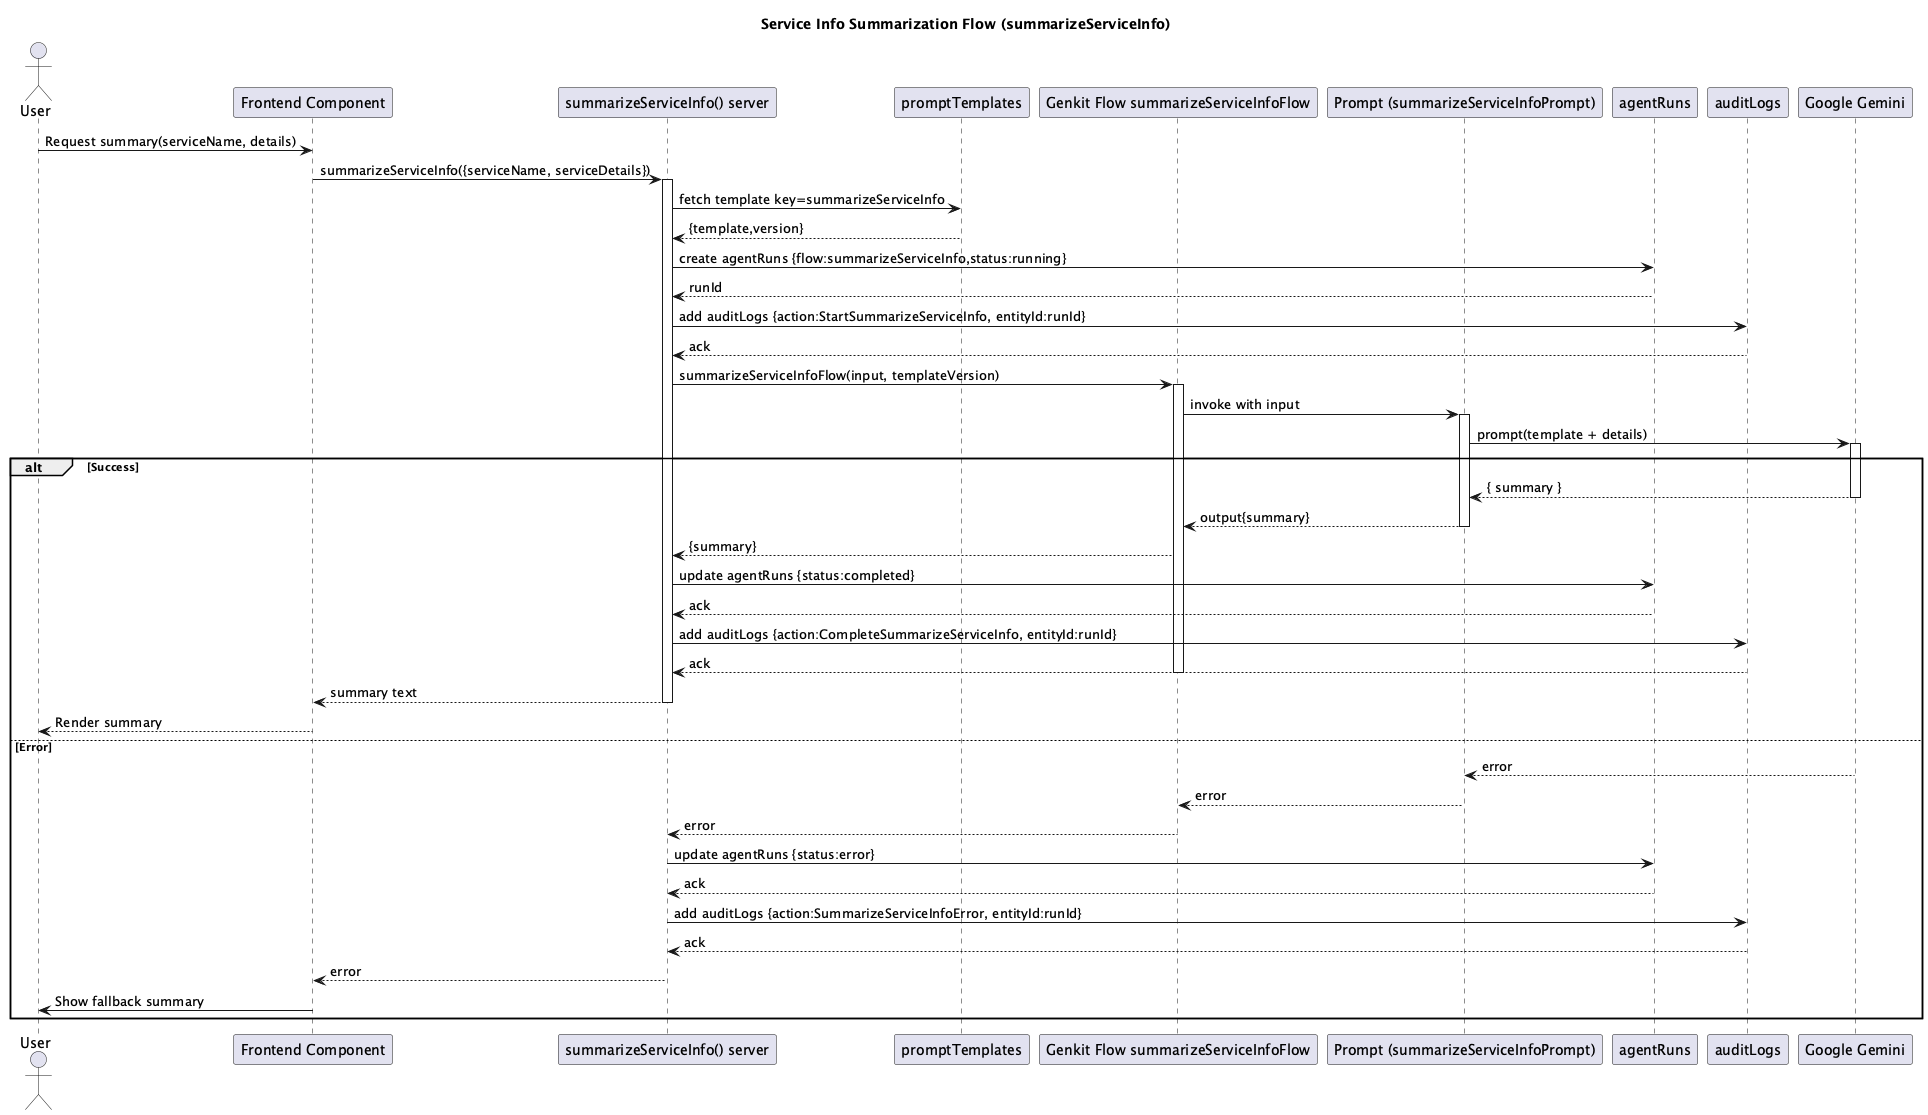 Service Info Summarization Flow (summarizeServiceInfo)
User
Frontend Component
summarizeServiceInfo() server
promptTemplates
Genkit Flow summarizeServiceInfoFlow
Prompt (summarizeServiceInfoPrompt)
agentRuns
auditLogs
Google Gemini
Request summary(serviceName, details)
summarizeServiceInfo({serviceName, serviceDetails})
fetch template key=summarizeServiceInfo
{template,version}
create agentRuns {flow:summarizeServiceInfo,status:running}
runId
add auditLogs {action:StartSummarizeServiceInfo, entityId:runId}
ack
summarizeServiceInfoFlow(input, templateVersion)
invoke with input
prompt(template + details)
alt [Success]
{ summary }
output{summary}
{summary}
update agentRuns {status:completed}
ack
add auditLogs {action:CompleteSummarizeServiceInfo, entityId:runId}
ack
summary text
Render summary
[Error]
error
error
error
update agentRuns {status:error}
ack
add auditLogs {action:SummarizeServiceInfoError, entityId:runId}
ack
error
Show fallback summary
User
Frontend Component
summarizeServiceInfo() server
promptTemplates
Genkit Flow summarizeServiceInfoFlow
Prompt (summarizeServiceInfoPrompt)
agentRuns
auditLogs
Google Gemini